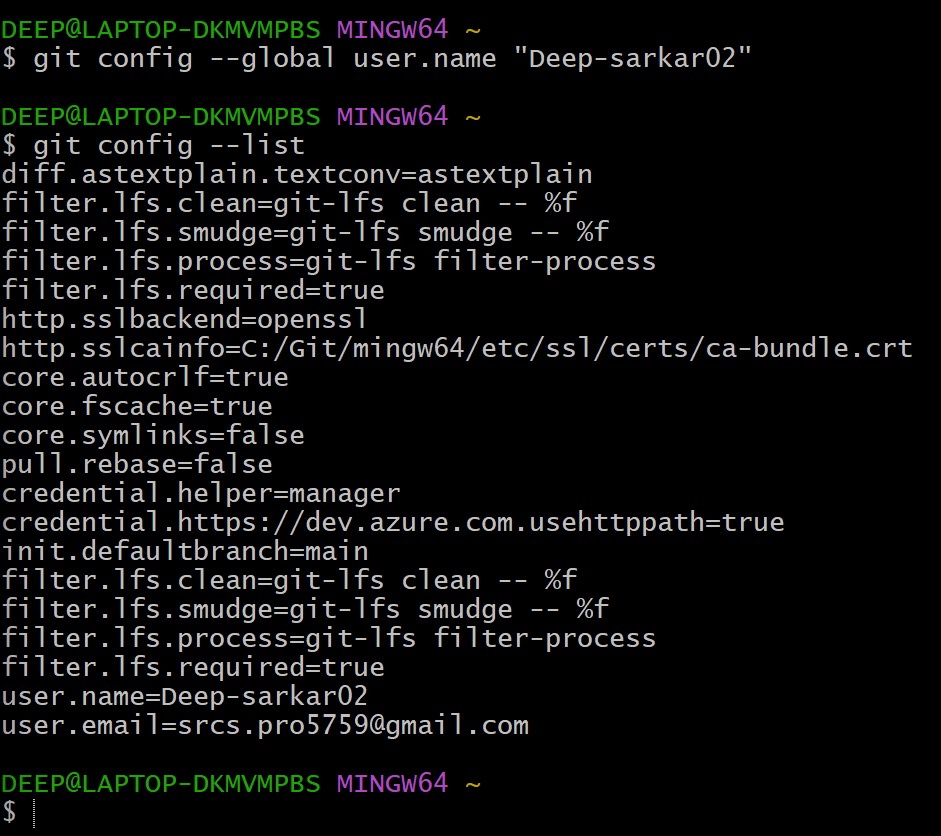 DEEP@LAPTOP-DKMVMPBS MINGW64 ~
$ git config --global user.name "Deep-sarkar02"
DEEP@LAPTOP-DKMVMPBS MINGW64 ~
$ git config --list
diff.astextplain.textconv=astextplain
filter.lfs.clean=git-lfs clean -- %f
filter.lfs.smudge=git-lfs smudge -- %f
filter.lfs.process=git-lfs filter-process
filter.lfs.required=true
http.sslbackend=openssl
http.sslcainfo=C:/Git/mingw64/etc/ssl/certs/ca-bundle.crt
core.autocrlf=true
core.fscache=true
core.symlinks=false
pull.rebase=false
credential.helper=manager
credential.https://dev.azure.com.usehttppath=true
init.defaultbranch=main
filter.lfs.clean=git-lfs clean -- %f
filter.lfs.smudge=git-lfs smudge -- %f
filter.lfs.process=git-lfs filter-process
filter.lfs.required=true
user.name=Deep-sarkar02
user.email=srcs.pro5759@gmail.com
DEEP@LAPTOP-DKMVMPBS MINGW64 ~
$